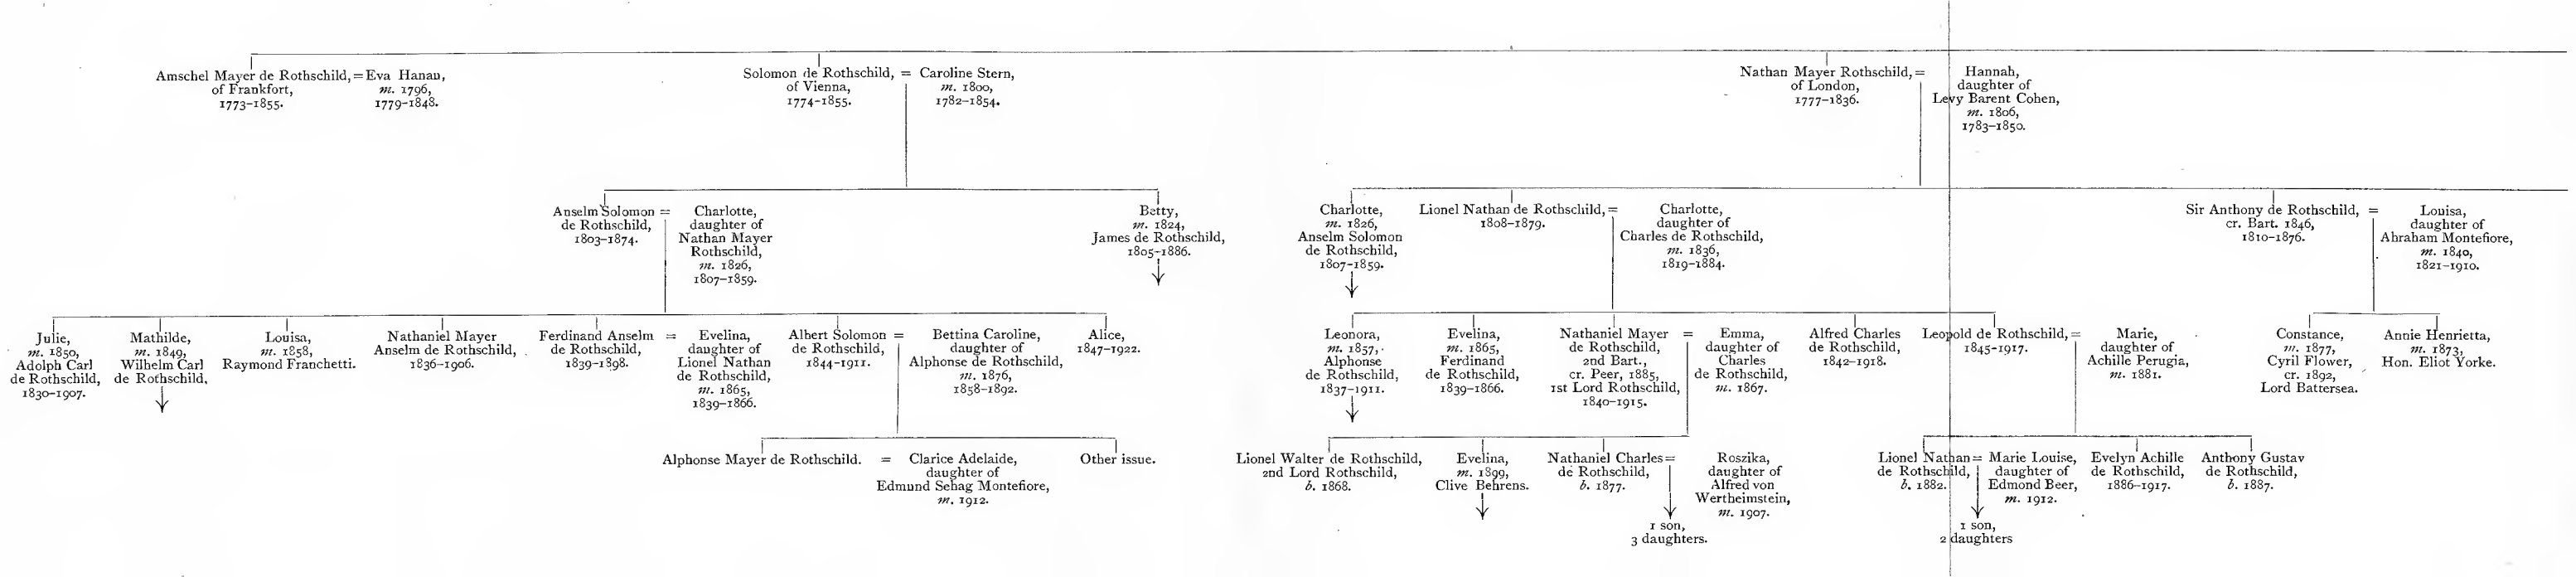 Amschel Mayer de Rothschild, = Eva Hanau,
of Frankfort, m. 1796,
1773-1855. 1779-1848.
Solomon de Rothschild, = Caroline Stern,
of Vienna, m. 1800,
1774-1855. 1782-1854.
Nathan Mayer Rothschild, = Hannah,
of London, daughter of
1777-1836. Levy Barent Cohen,
m. 1806,
1783-1850.
Anselm Solomon =
de Rothschild,
1803-1874.
Charlotte,
daughter of
Nathan Mayer
Rothschild,
m. 1826,
1807-1859.
Betty,
m. 1824,
James de Rothschild,
1805-1886.
Charlotte,
m. 1826,
Anselm Solomon
de Rothschild,
1807-1859.
Lionel Nathan de Rothschild, =
1808-1879.
Charlotte,
daughter of
Charles de Rothschild,
m. 1836,
1819-1884.
Sir Anthony de Rothschild, =
cr. Bart. 1846,
1810-1876.
Louisa,
daughter of
Abraham Montefiore,
m. 1840,
1821-1910.
Julie,
m. 1850,
Adolph Carl
de Rothschild,
1830-1907.
Mathilde,
m. 1849,
Wilhelm Carl
de Rothschild.
Louisa,
m. 1858,
Raymond Franchetti.
Nathaniel Mayer
Anselm de Rothschild,
1836-1906.
Ferdinand Anselm =
de Rothschild,
1839-1898.
Evelina,
daughter of
Lionel Nathan
de Rothschild,
m. 1865,
1839-1866.
Albert Solomon =
de Rothschild,
1844-1911.
Bettina Caroline,
daughter of
Alphonse de Rothschild,
m. 1876,
1858-1892.
Alice,
1847-1922.
Leonora,
m. 1857,
Alphonse
de Rothschild,
1837-1911.
Evelina,
m. 1865,
Ferdinand
de Rothschild,
1839-1866.
Nathaniel Mayer =
de Rothschild,
2nd Bart.,
cr. Peer, 1885,
1st Lord Rothschild,
1840-1915.
Emma,
daughter of
Charles
de Rothschild,
m. 1867.
Alfred Charles
de Rothschild,
1842-1918.
Leopold de Rothschild, =
1845-1917.
Marie,
daughter of
Achille Perugia,
m. 1881.
Constance,
m. 1877,
Cyril Flower,
cr. 1892,
Lord Battersea.
Annie Henrietta,
m. 1873,
Hon. Eliot Yorke.
Alphonse Mayer de Rothschild. =
Clarice Adelaide,
daughter of
Edmund Sebag Montefiore,
m. 1912.
Other issue.
Lionel Walter de Rothschild,
2nd Lord Rothschild,
b. 1868.
Evelina,
m. 1899,
Clive Behrens.
Nathaniel Charles =
de Rothschild,
b. 1877.
Roszika,
daughter of
Alfred von
Wertheimstein,
m. 1907.
1 son,
3 daughters.
Lionel Nathan =
de Rothschild,
b. 1882.
Marie Louise,
daughter of
Edmond Beer,
m. 1912.
1 son,
2 daughters
Evelyn Achille
de Rothschild,
1886-1917.
Anthony Gustav
de Rothschild,
b. 1887.